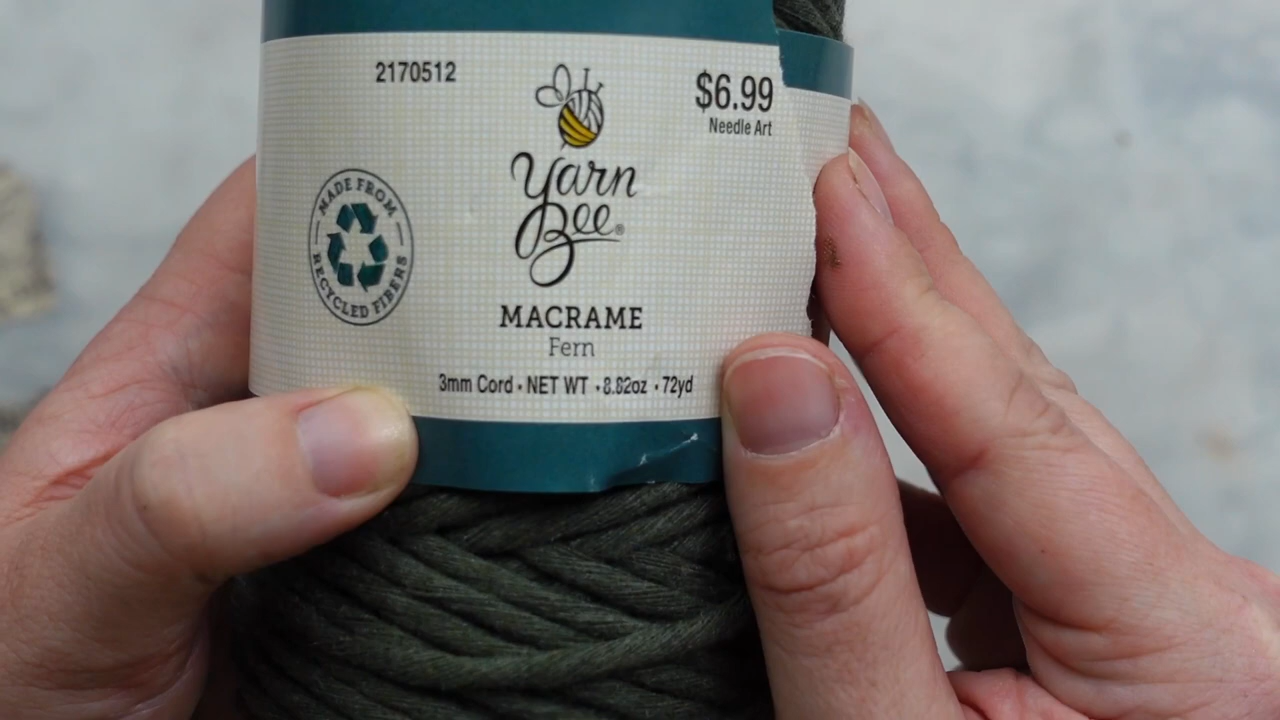 2170512
$6.99
Needle Art
Yarn
Bee®
MADE FROM
RECYCLED FIBERS
MACRAME
Fern
3mm Cord • NET WT • 8.82oz • 72yd